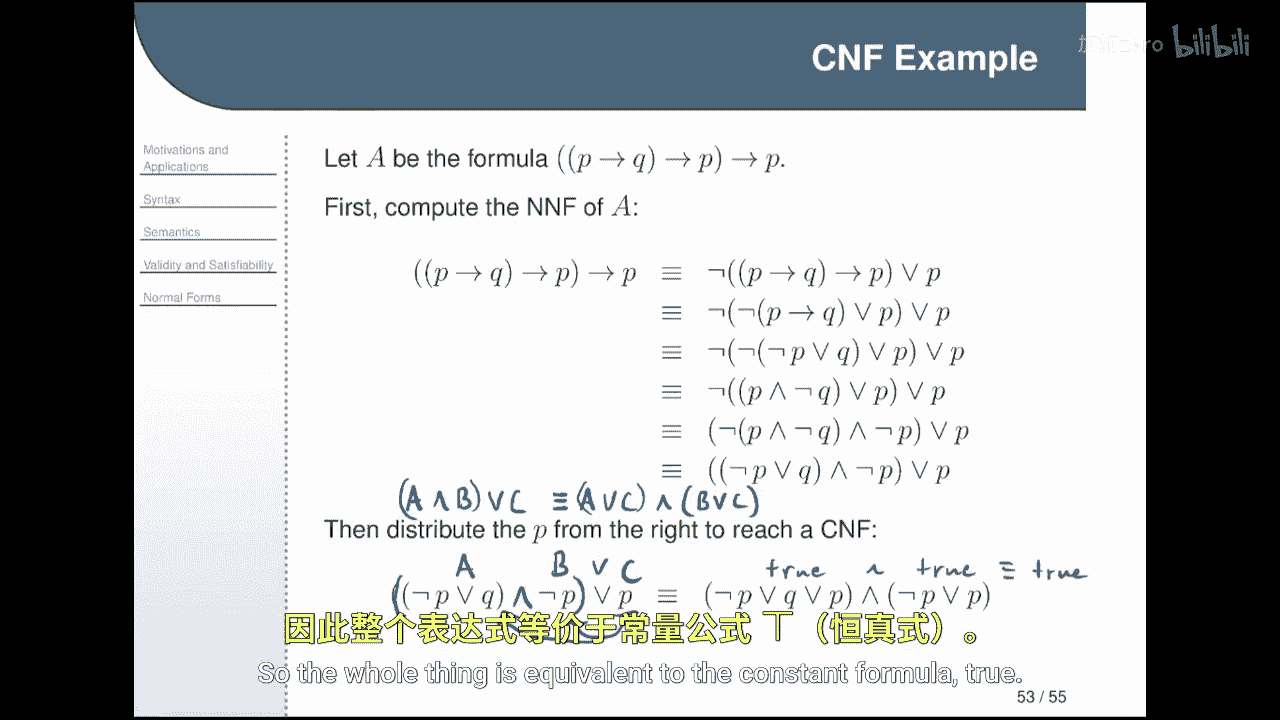 CNF Example
bilibili
Motivations and
Applications
Syntax
Semantics
Validity and Satisfiability
Normal Forms
Let A be the formula ((p → q) → p) → p.
First, compute the NNF of A:
((p → q) → p) → p ≡ ¬((p → q) → p) ∨ p
≡ ¬(¬(p → q) ∨ p) ∨ p
≡ ¬(¬(¬p ∨ q) ∨ p) ∨ p
≡ ¬((p ∧ ¬q) ∨ p) ∨ p
≡ (¬(p ∧ ¬q) ∧ ¬p) ∨ p
≡ ((¬p ∨ q) ∧ ¬p) ∨ p
(A ∧ B) ∨ C ≡ (A ∨ C) ∧ (B ∨ C)
Then distribute the p from the right to reach a CNF:
A B ∨ C true ∧ true ≡ true
((¬p ∨ q) ∧ ¬p) ∨ p ≡ (¬p ∨ q ∨ p) ∧ (¬p ∨ p)
因此整个表达式等价于常量公式 ⊤（恒真式）。
So the whole thing is equivalent to the constant formula, true.
53 / 55